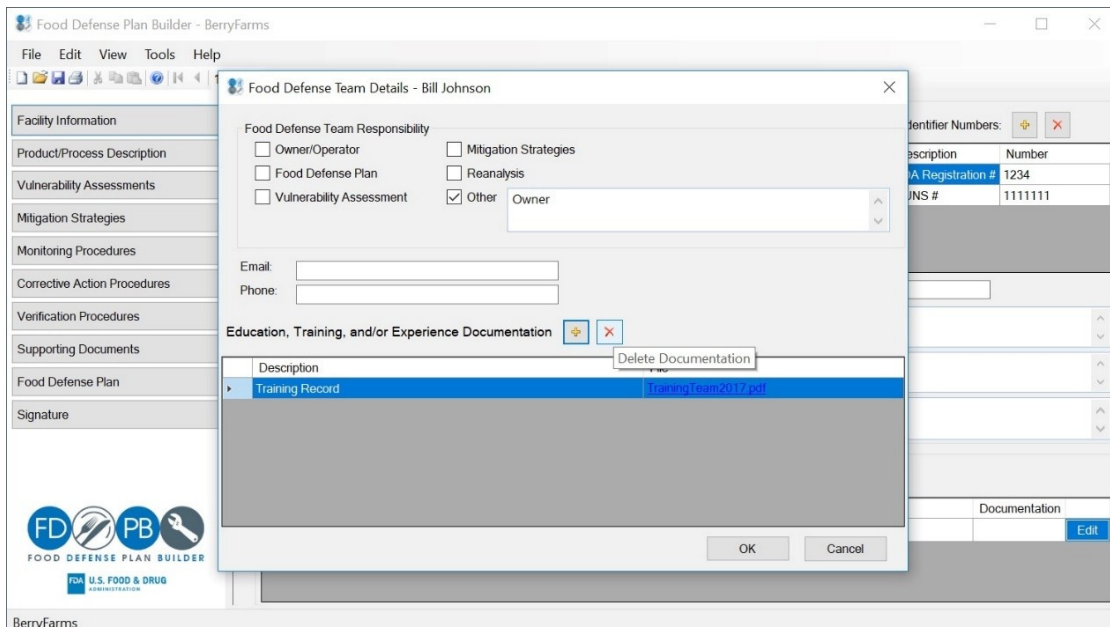 Food Defense Plan Builder - BerryFarms
File Edit View Tools Help
Facility Information
Product/Process Description
Vulnerability Assessments
Mitigation Strategies
Monitoring Procedures
Corrective Action Procedures
Verification Procedures
Supporting Documents
Food Defense Plan
Signature
FD PB
FOOD DEFENSE PLAN BUILDER
FDA U.S. FOOD & DRUG
ADMINISTRATION
BerryFarms
Food Defense Team Details - Bill Johnson
Food Defense Team Responsibility
Owner/Operator Mitigation Strategies
Food Defense Plan Reanalysis
Vulnerability Assessment Other Owner
Email:
Phone:
Education, Training, and/or Experience Documentation
Delete Documentation
Description
Training Record TrainingTeam2017.pdf
OK Cancel
dentifier Numbers:
escription Number
A Registration # 1234
UNS # 1111111
Documentation
Edit